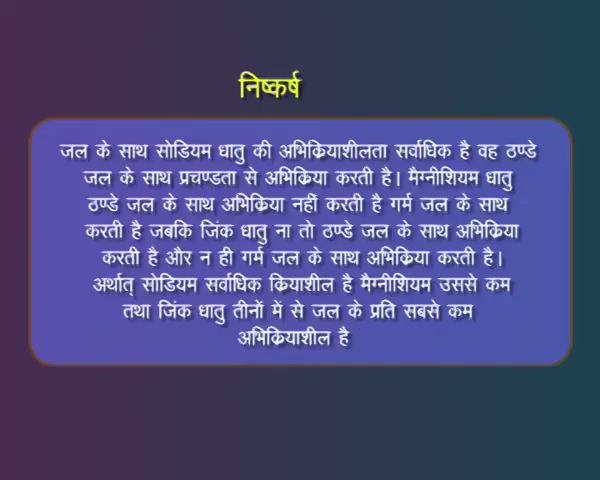 निष्कर्ष
जल के साथ सोडियम धातु की अभिक्रियाशीलता सर्वाधिक है वह ठण्डे
जल के साथ प्रचण्डता से अभिक्रिया करती है। मैग्नीशियम धातु
ठण्डे जल के साथ अभिक्रिया नहीं करती है गर्म जल के साथ
करती है जबकि जिंक धातु ना तो ठण्डे जल के साथ अभिक्रिया
करती है और न ही गर्म जल के साथ अभिक्रिया करती है।
अर्थात् सोडियम सर्वाधिक क्रियाशील है मैग्नीशियम उससे कम
तथा जिंक धातु तीनों में से जल के प्रति सबसे कम
अभिक्रियाशील है